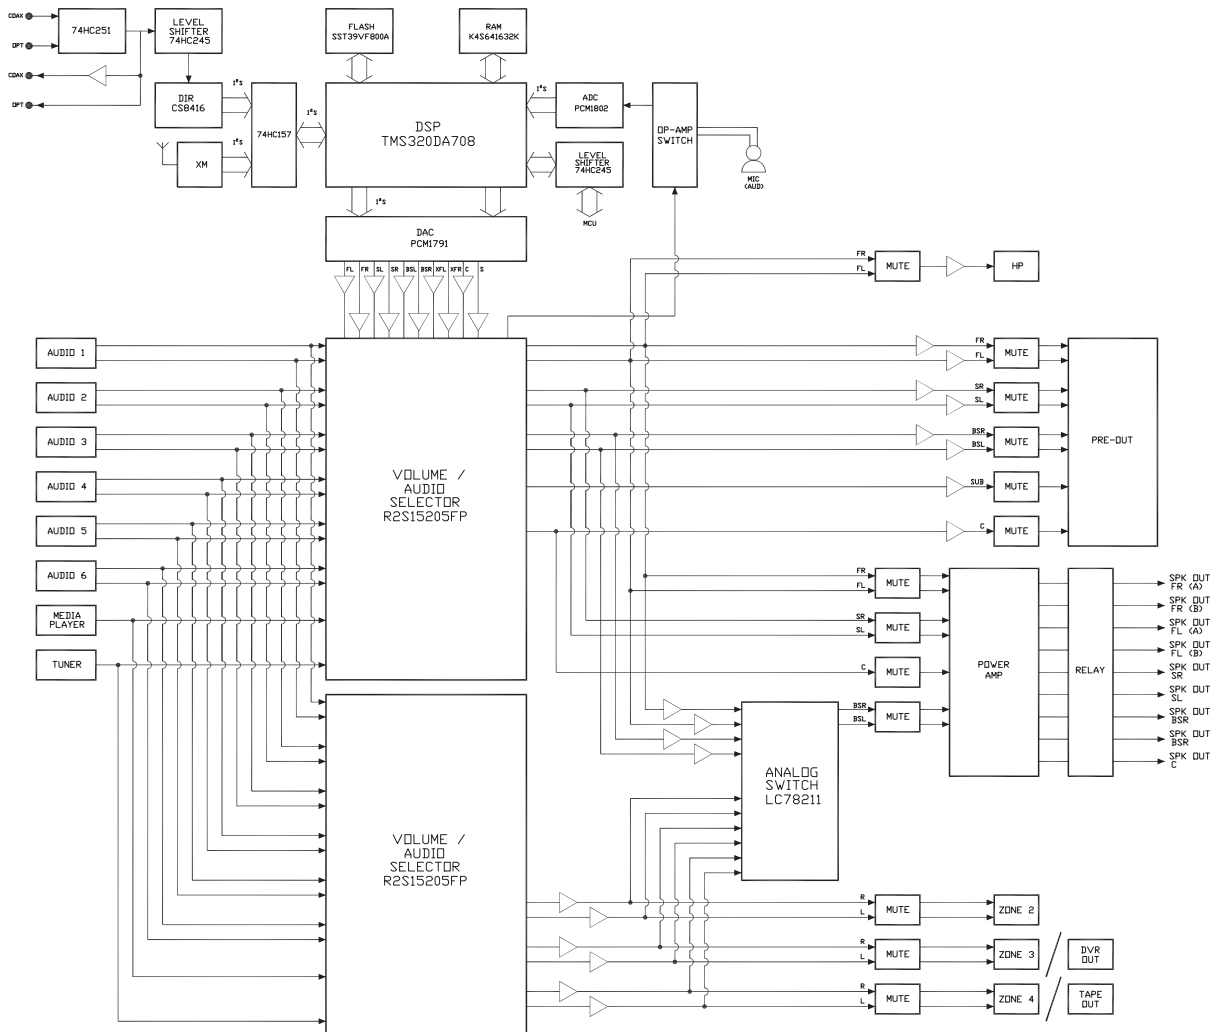 COAX
OPT
COAX
OPT
74HC251
LEVEL
SHIFTER
74HC245
DIR
CS8416
XM
I²S
I²S
74HC157
I²S
FLASH
SST39VF800A
RAM
K4S641632K
DSP
TMS320DA708
I²S
ADC
PCM1802
LEVEL
SHIFTER
74HC245
MCU
OP-AMP
SWITCH
MIC
(AUD)
I²S
DAC
PCM1791
FL FR SL SR BSL BSR XFL XFR C S
FR
FL
MUTE
HP
AUDIO 1
AUDIO 2
AUDIO 3
AUDIO 4
AUDIO 5
AUDIO 6
MEDIA
PLAYER
TUNER
VOLUME /
AUDIO
SELECTOR
R2S15205FP
FR
FL
MUTE
SR
SL
MUTE
BSR
BSL
MUTE
SUB
MUTE
C
MUTE
PRE-OUT
FR
FL
MUTE
SR
SL
MUTE
C
MUTE
BSR
BSL
MUTE
POWER
AMP
RELAY
SPK OUT
FR (A)
SPK OUT
FR (B)
SPK OUT
FL (A)
SPK OUT
FL (B)
SPK OUT
SR
SPK OUT
SL
SPK OUT
BSR
SPK OUT
BSR
SPK OUT
C
ANALOG
SWITCH
LC78211
VOLUME /
AUDIO
SELECTOR
R2S15205FP
R
L
MUTE
ZONE 2
R
L
MUTE
ZONE 3
/
DVR
OUT
R
L
MUTE
ZONE 4
/
TAPE
OUT